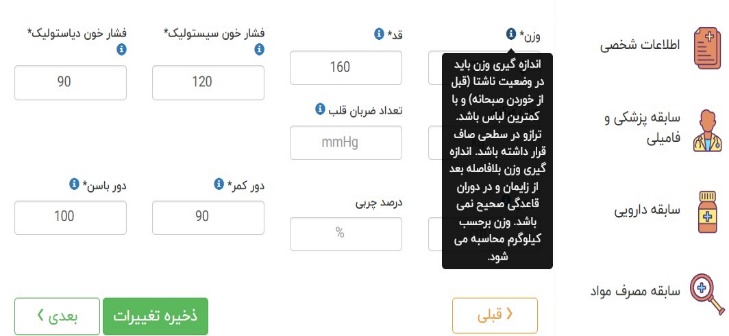 اطلاعات شخصی
سابقه پزشکی و
فامیلی
سابقه دارویی
سابقه مصرف مواد
وزن*
اندازه گیری وزن باید
در وضعیت ناشتا (قبل
از خوردن صبحانه) و با
کمترین لباس باشد.
ترازو در سطحی صاف
قرار داشته باشد. اندازه
گیری وزن بلافاصله بعد
از زایمان و در دوران
قاعدگی صحیح نمی
باشد. وزن برحسب
کیلوگرم محاسبه می
شود.
قد*
160
فشار خون سیستولیک*
120
فشار خون دیاستولیک*
90
تعداد ضربان قلب
mmHg
درصد چربی
%
دور کمر*
90
دور باسن*
100
قبلی
ذخیره تغییرات
بعدی